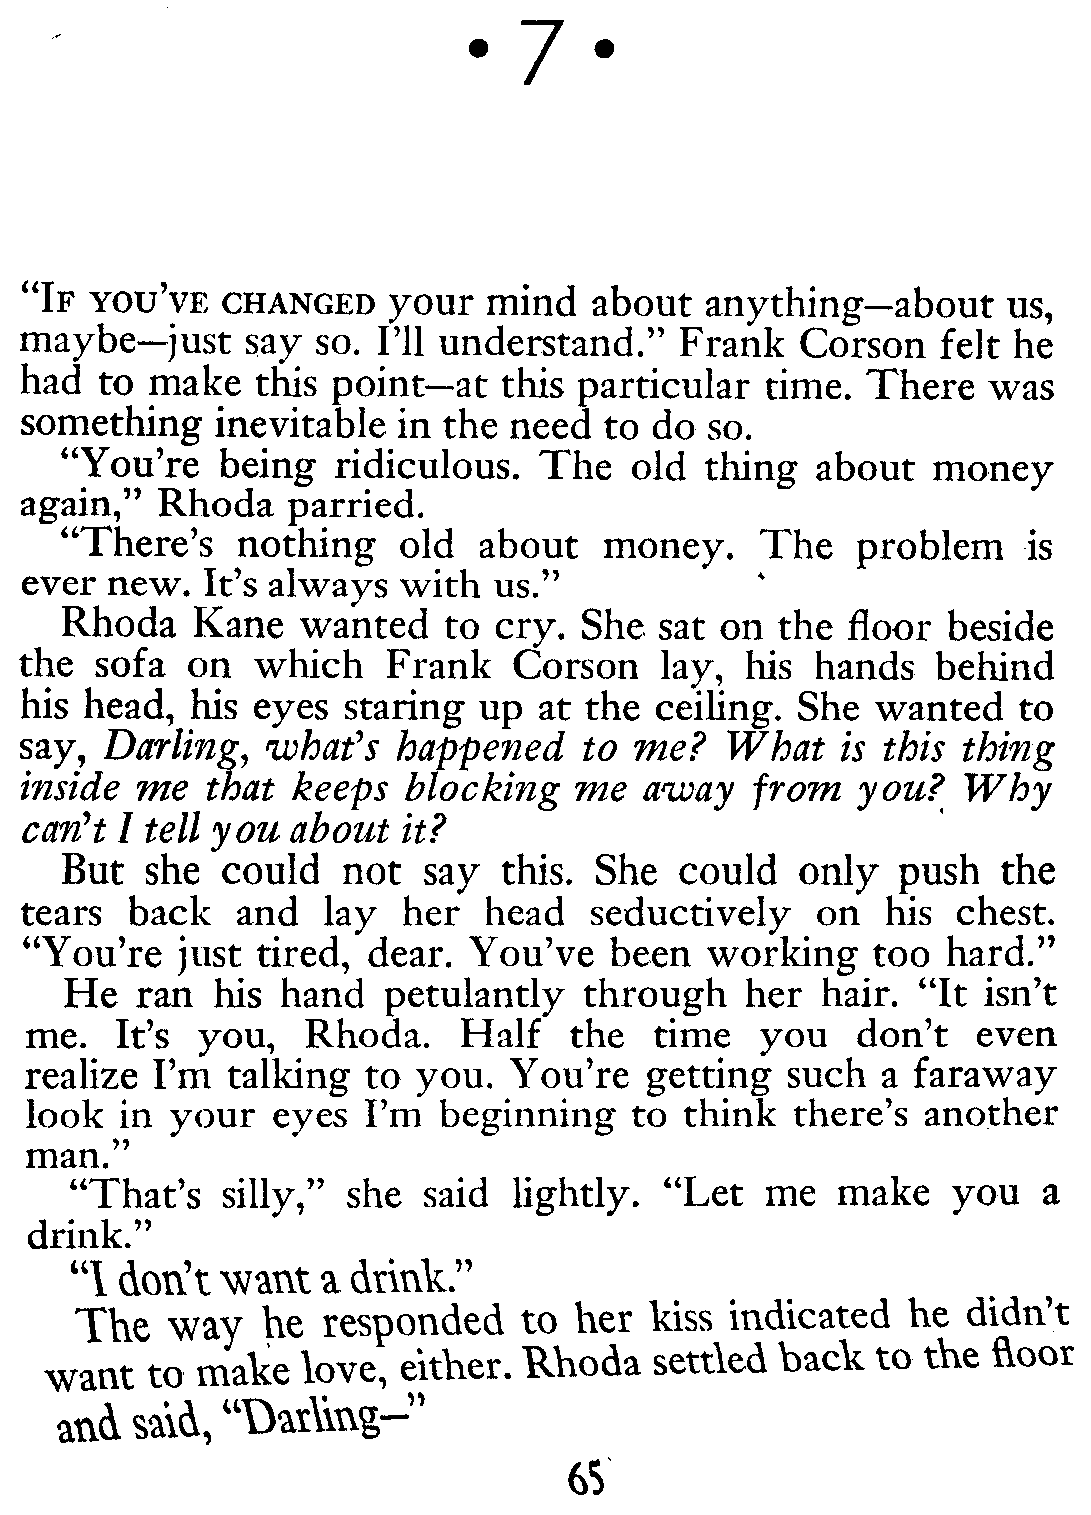 • 7 •
“IF YOU’VE CHANGED your mind about anything—about us,
maybe—just say so. I’ll understand.” Frank Corson felt he
had to make this point—at this particular time. There was
something inevitable in the need to do so.
“You’re being ridiculous. The old thing about money
again,” Rhoda parried.
“There’s nothing old about money. The problem is
ever new. It’s always with us.”
Rhoda Kane wanted to cry. She sat on the floor beside
the sofa on which Frank Corson lay, his hands behind
his head, his eyes staring up at the ceiling. She wanted to
say, Darling, what’s happened to me? What is this thing
inside me that keeps blocking me away from you? Why
can’t I tell you about it?
But she could not say this. She could only push the
tears back and lay her head seductively on his chest.
“You’re just tired, dear. You’ve been working too hard.”
He ran his hand petulantly through her hair. “It isn’t
me. It’s you, Rhoda. Half the time you don’t even
realize I’m talking to you. You’re getting such a faraway
look in your eyes I’m beginning to think there’s another
man.”
“That’s silly,” she said lightly. “Let me make you a
drink.”
“I don’t want a drink.”
The way he responded to her kiss indicated he didn’t
want to make love, either. Rhoda settled back to the floor
and said, “Darling—”
65